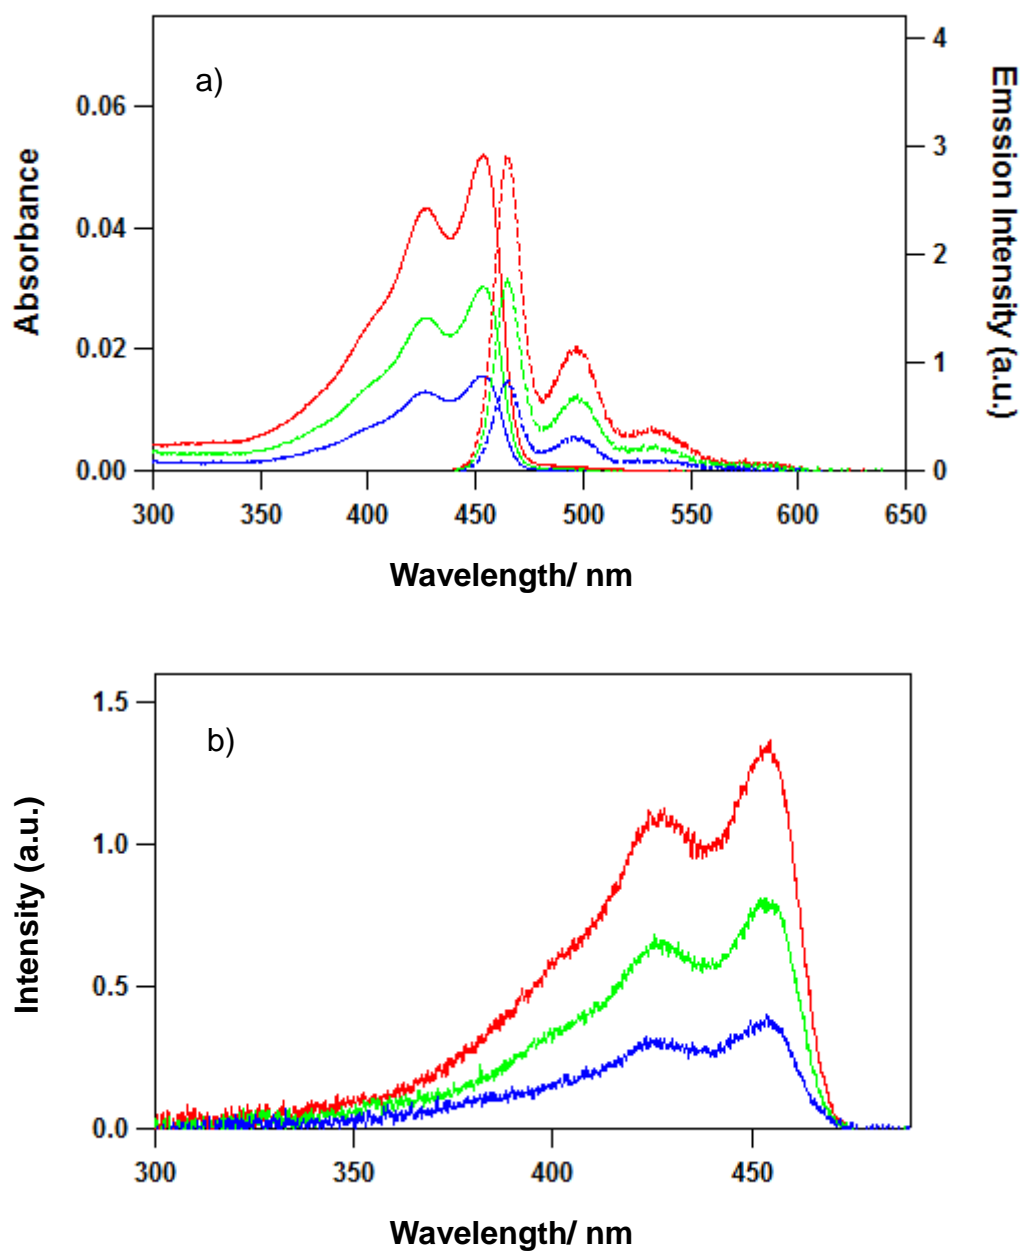 a)
Absorbance
0.06
0.04
0.02
0.00
4
3
2
1
0
Emssion Intensity (a.u.)
300 350 400 450 500 550 600 650
Wavelength/ nm
b)
Intensity (a.u.)
1.5
1.0
0.5
0.0
300 350 400 450
Wavelength/ nm